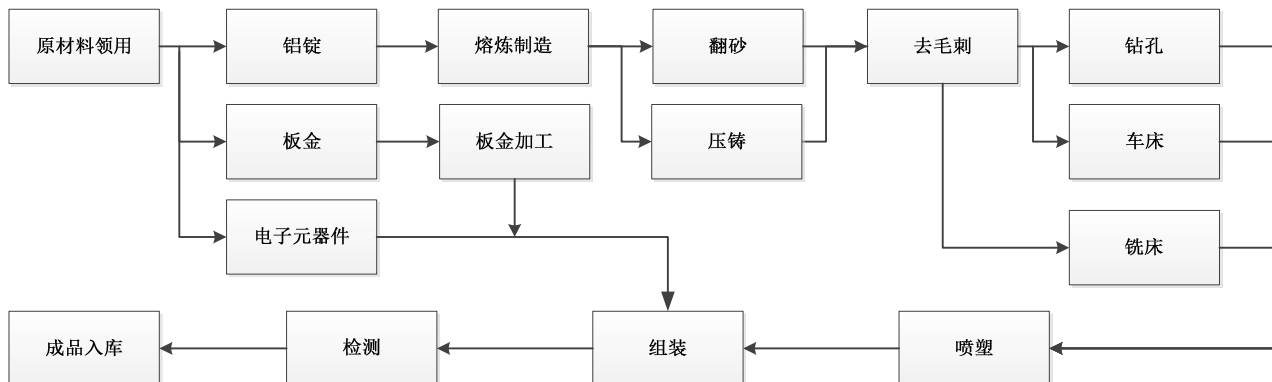 原材料领用
铝锭
熔炼制造
翻砂
去毛刺
钻孔
板金
板金加工
压铸
车床
电子元器件
铣床
成品入库
检测
组装
喷塑